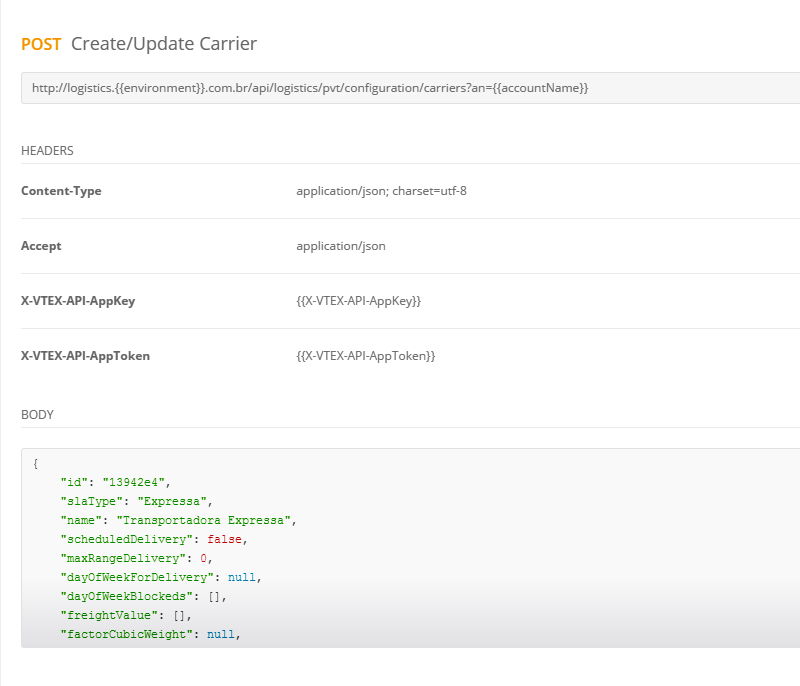 POST Create/Update Carrier
http://logistics.{{environment}}.com.br/api/logistics/pvt/configuration/carriers?an={{accountName}}
HEADERS
Content-Type application/json; charset=utf-8
Accept application/json
X-VTEX-API-AppKey {{X-VTEX-API-AppKey}}
X-VTEX-API-AppToken {{X-VTEX-API-AppToken}}
BODY
{
"id": "13942e4",
"slaType": "Expressa",
"name": "Transportadora Expressa",
"scheduledDelivery": false,
"maxRangeDelivery": 0,
"dayOfWeekForDelivery": null,
"dayOfWeekBlockeds": [],
"freightValue": [],
"factorCubicWeight": null,